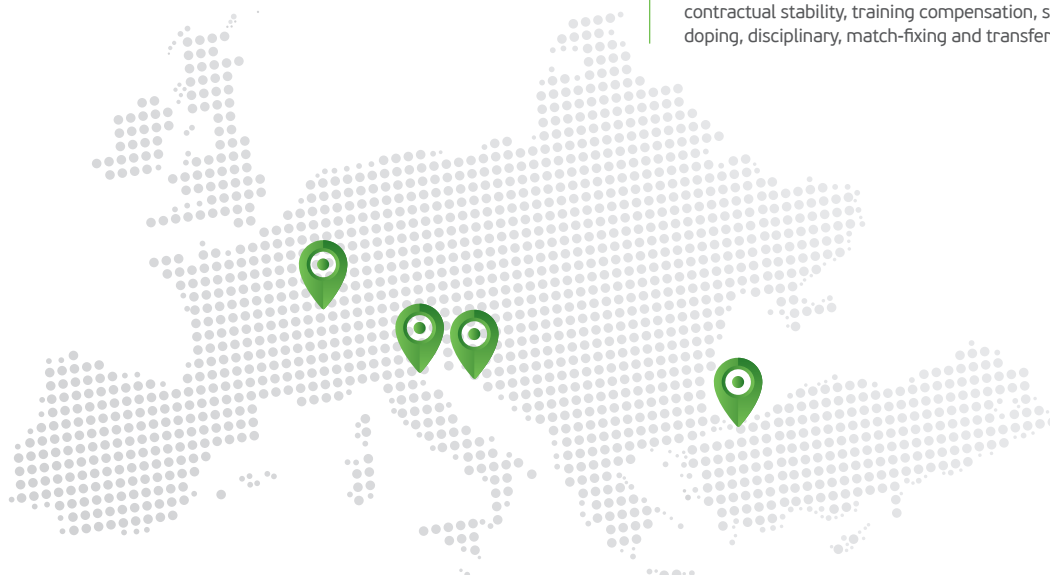 contractual stability, training compensation, s
doping, disciplinary, match-fixing and transfer